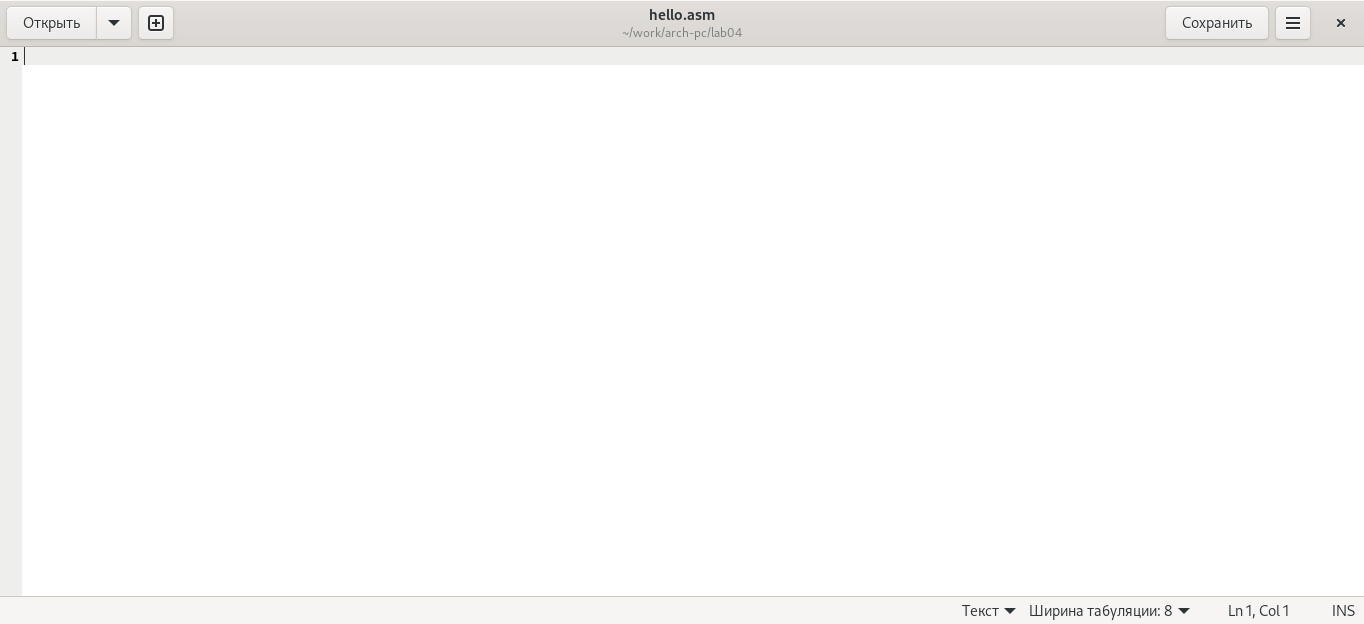 Открыть
hello.asm
~/work/arch-pc/lab04
Сохранить
1
Текст
Ширина табуляции: 8
Ln 1, Col 1
INS